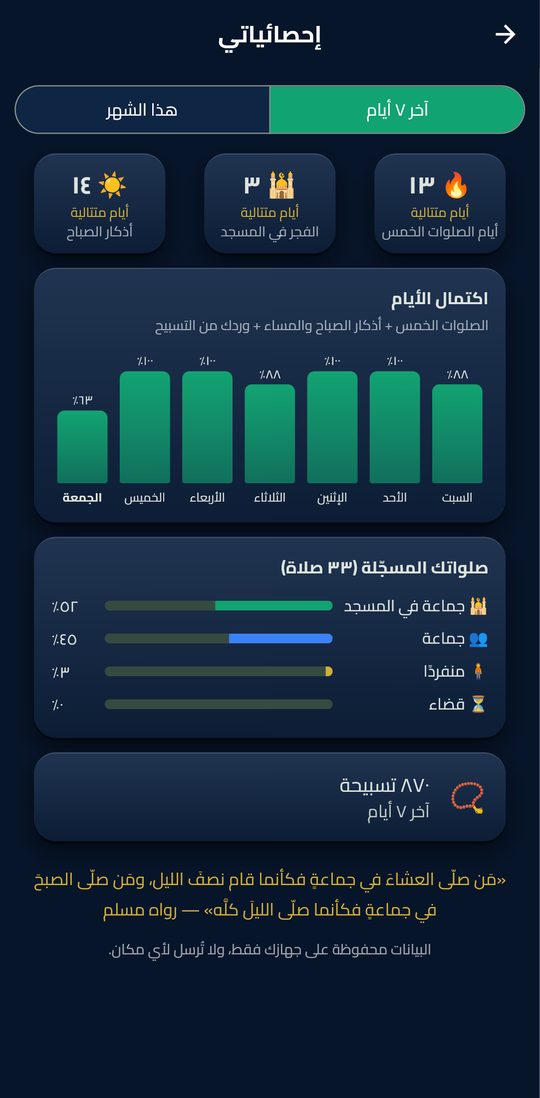 إحصائياتي
آخر ٧ أيام
هذا الشهر
١٣
أيام متتالية
أيام الصلوات الخمس
٣
أيام متتالية
الفجر في المسجد
١٤
أيام متتالية
أذكار الصباح
اكتمال الأيام
الصلوات الخمس + أذكار الصباح والمساء + وردك من التسبيح
٪٨٨ ٪١٠٠ ٪١٠٠ ٪٨٨ ٪١٠٠ ٪١٠٠ ٪٦٣
السبت الأحد الإثنين الثلاثاء الأربعاء الخميس الجمعة
صلواتك المسجّلة (٣٣ صلاة)
جماعة في المسجد ٪٥٢
جماعة ٪٤٥
منفردًا ٪٣
قضاء ٪٠
٨٧٠ تسبيحة
آخر ٧ أيام
«مَن صلّى العشاءَ في جماعةٍ فكأنما قام نصفَ الليل، ومَن صلّى الصبحَ
في جماعةٍ فكأنما صلّى الليلَ كلَّه» — رواه مسلم
البيانات محفوظة على جهازك فقط، ولا تُرسل لأي مكان.